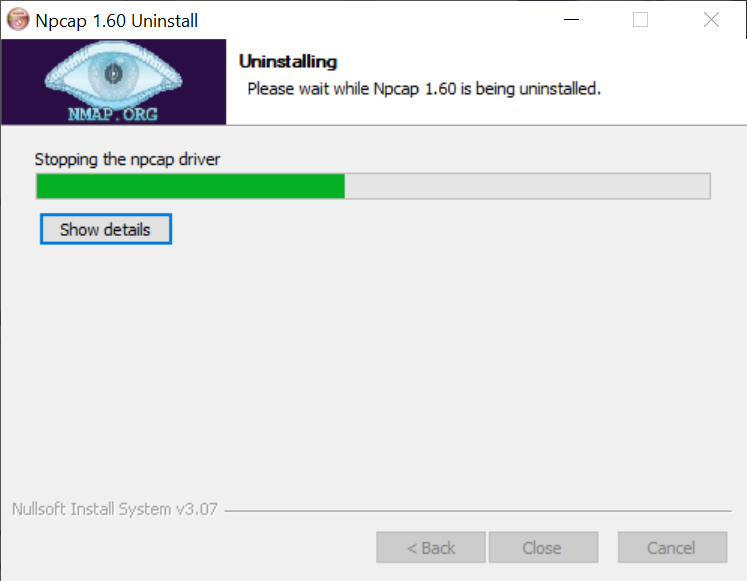 Npcap 1.60 Uninstall
NMAP.ORG
Uninstalling
Please wait while Npcap 1.60 is being uninstalled.
Stopping the npcap driver
Show details
Nullsoft Install System v3.07
< Back
Close
Cancel